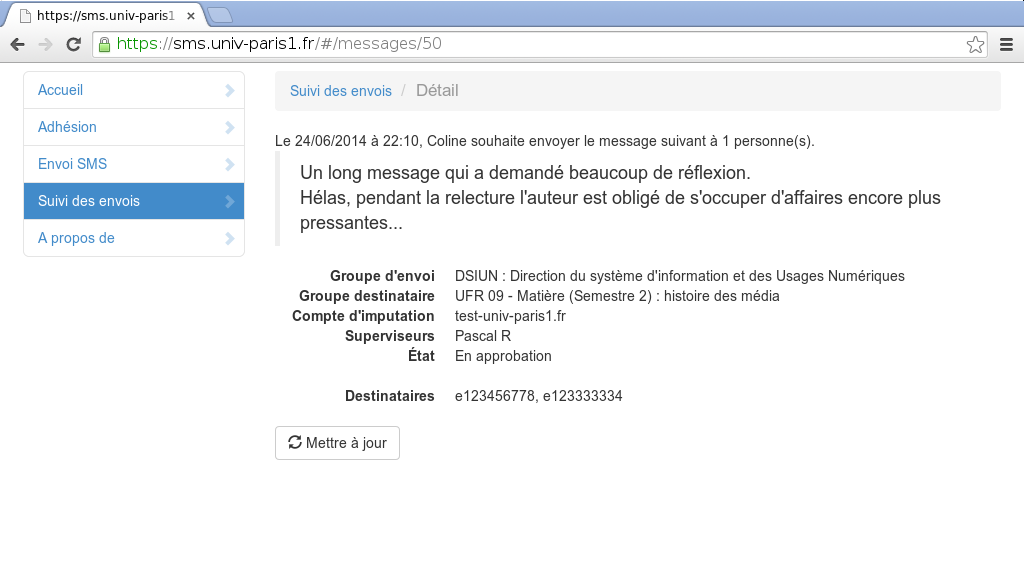 https://sms.univ-paris1
https://sms.univ-paris1.fr/#/messages/50
Accueil
Adhésion
Envoi SMS
Suivi des envois
A propos de
Suivi des envois / Détail
Le 24/06/2014 à 22:10, Coline souhaite envoyer le message suivant à 1 personne(s).
Un long message qui a demandé beaucoup de réflexion.
Hélas, pendant la relecture l'auteur est obligé de s'occuper d'affaires encore plus
pressantes...
Groupe d'envoi DSIUN : Direction du système d'information et des Usages Numériques
Groupe destinataire UFR 09 - Matière (Semestre 2) : histoire des média
Compte d'imputation test-univ-paris1.fr
Superviseurs Pascal R
État En approbation
Destinataires e123456778, e123333334
Mettre à jour